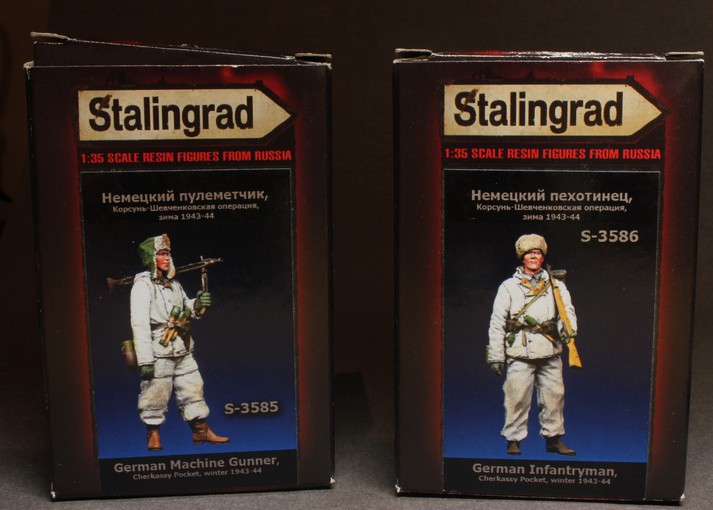 Stalingrad
1:35 SCALE RESIN FIGURES FROM RUSSIA
Немецкий пулеметчик,
Корсунь-Шевченковская операция,
зима 1943-44
S-3585
German Machine Gunner,
Cherkassy Pocket, winter 1943-44
Stalingrad
1:35 SCALE RESIN FIGURES FROM RUSSIA
Немецкий пехотинец,
Корсунь-Шевченковская операция,
зима 1943-44
S-3586
German Infantryman,
Cherkassy Pocket, winter 1943-44